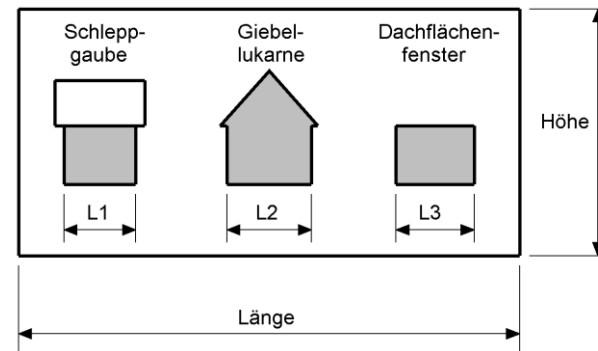 Schlepp-
gaube
Giebel-
lukarne
Dachflächen-
fenster
Höhe
L1
L2
L3
Länge